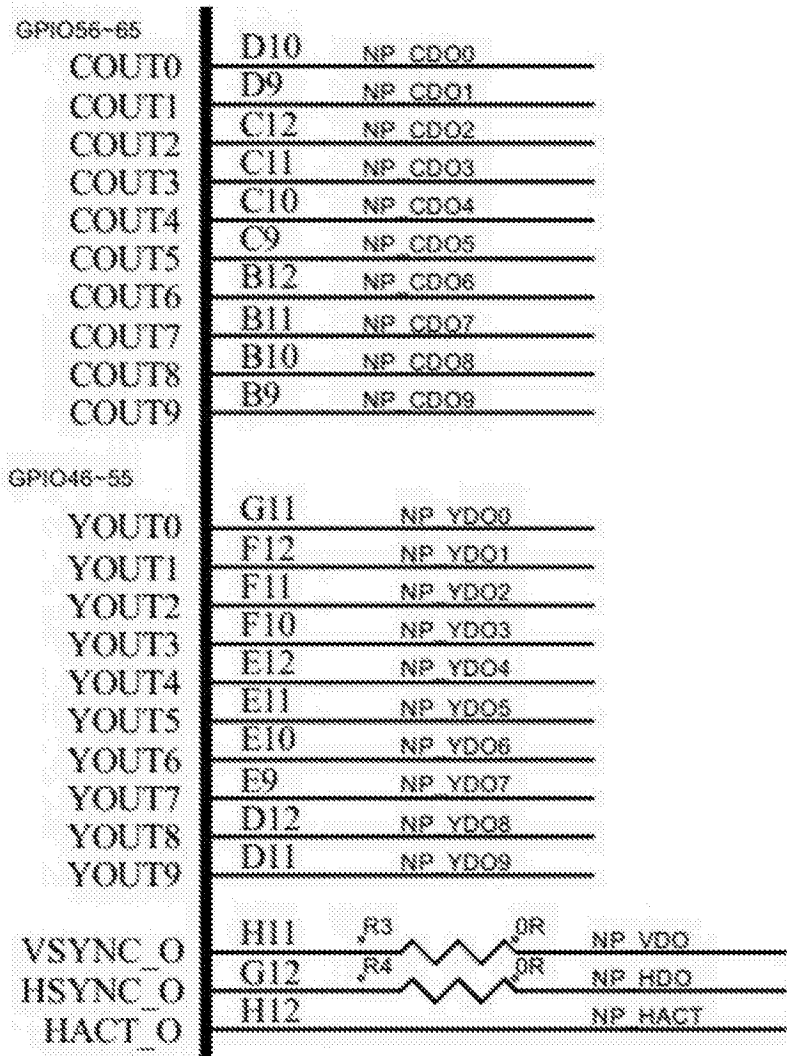 GPIO56~65
COUT0 D10 NP_CDO0
COUT1 D9 NP_CDO1
COUT2 C12 NP_CDO2
COUT3 C11 NP_CDO3
COUT4 C10 NP_CDO4
COUT5 C9 NP_CDO5
COUT6 B12 NP_CDO6
COUT7 B11 NP_CDO7
COUT8 B10 NP_CDO8
COUT9 B9 NP_CDO9
GPIO46~55
YOUT0 G11 NP_YDO0
YOUT1 F12 NP_YDO1
YOUT2 F11 NP_YDO2
YOUT3 F10 NP_YDO3
YOUT4 E12 NP_YDO4
YOUT5 E11 NP_YDO5
YOUT6 E10 NP_YDO6
YOUT7 E9 NP_YDO7
YOUT8 D12 NP_YDO8
YOUT9 D11 NP_YDO9
VSYNC_O H11 R3 0R NP_VDO
HSYNC_O G12 R4 0R NP_HDO
HACT_O H12 NP_HACT